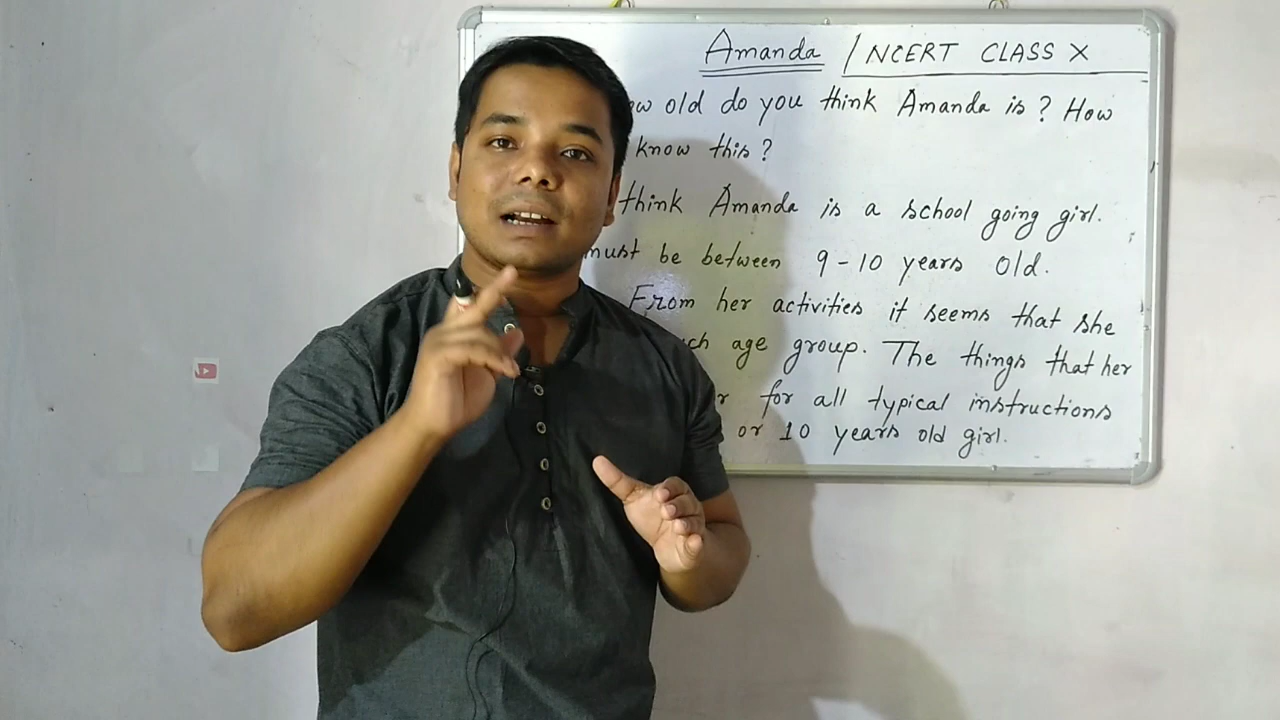 Amanda / NCERT CLASS X
old do you think Amanda is? How
know this?
think Amanda is a school going girl.
must be between 9-10 years old.
From her activities it seems that she
age group. The things that her
for all typical instructions
or 10 years old girl.